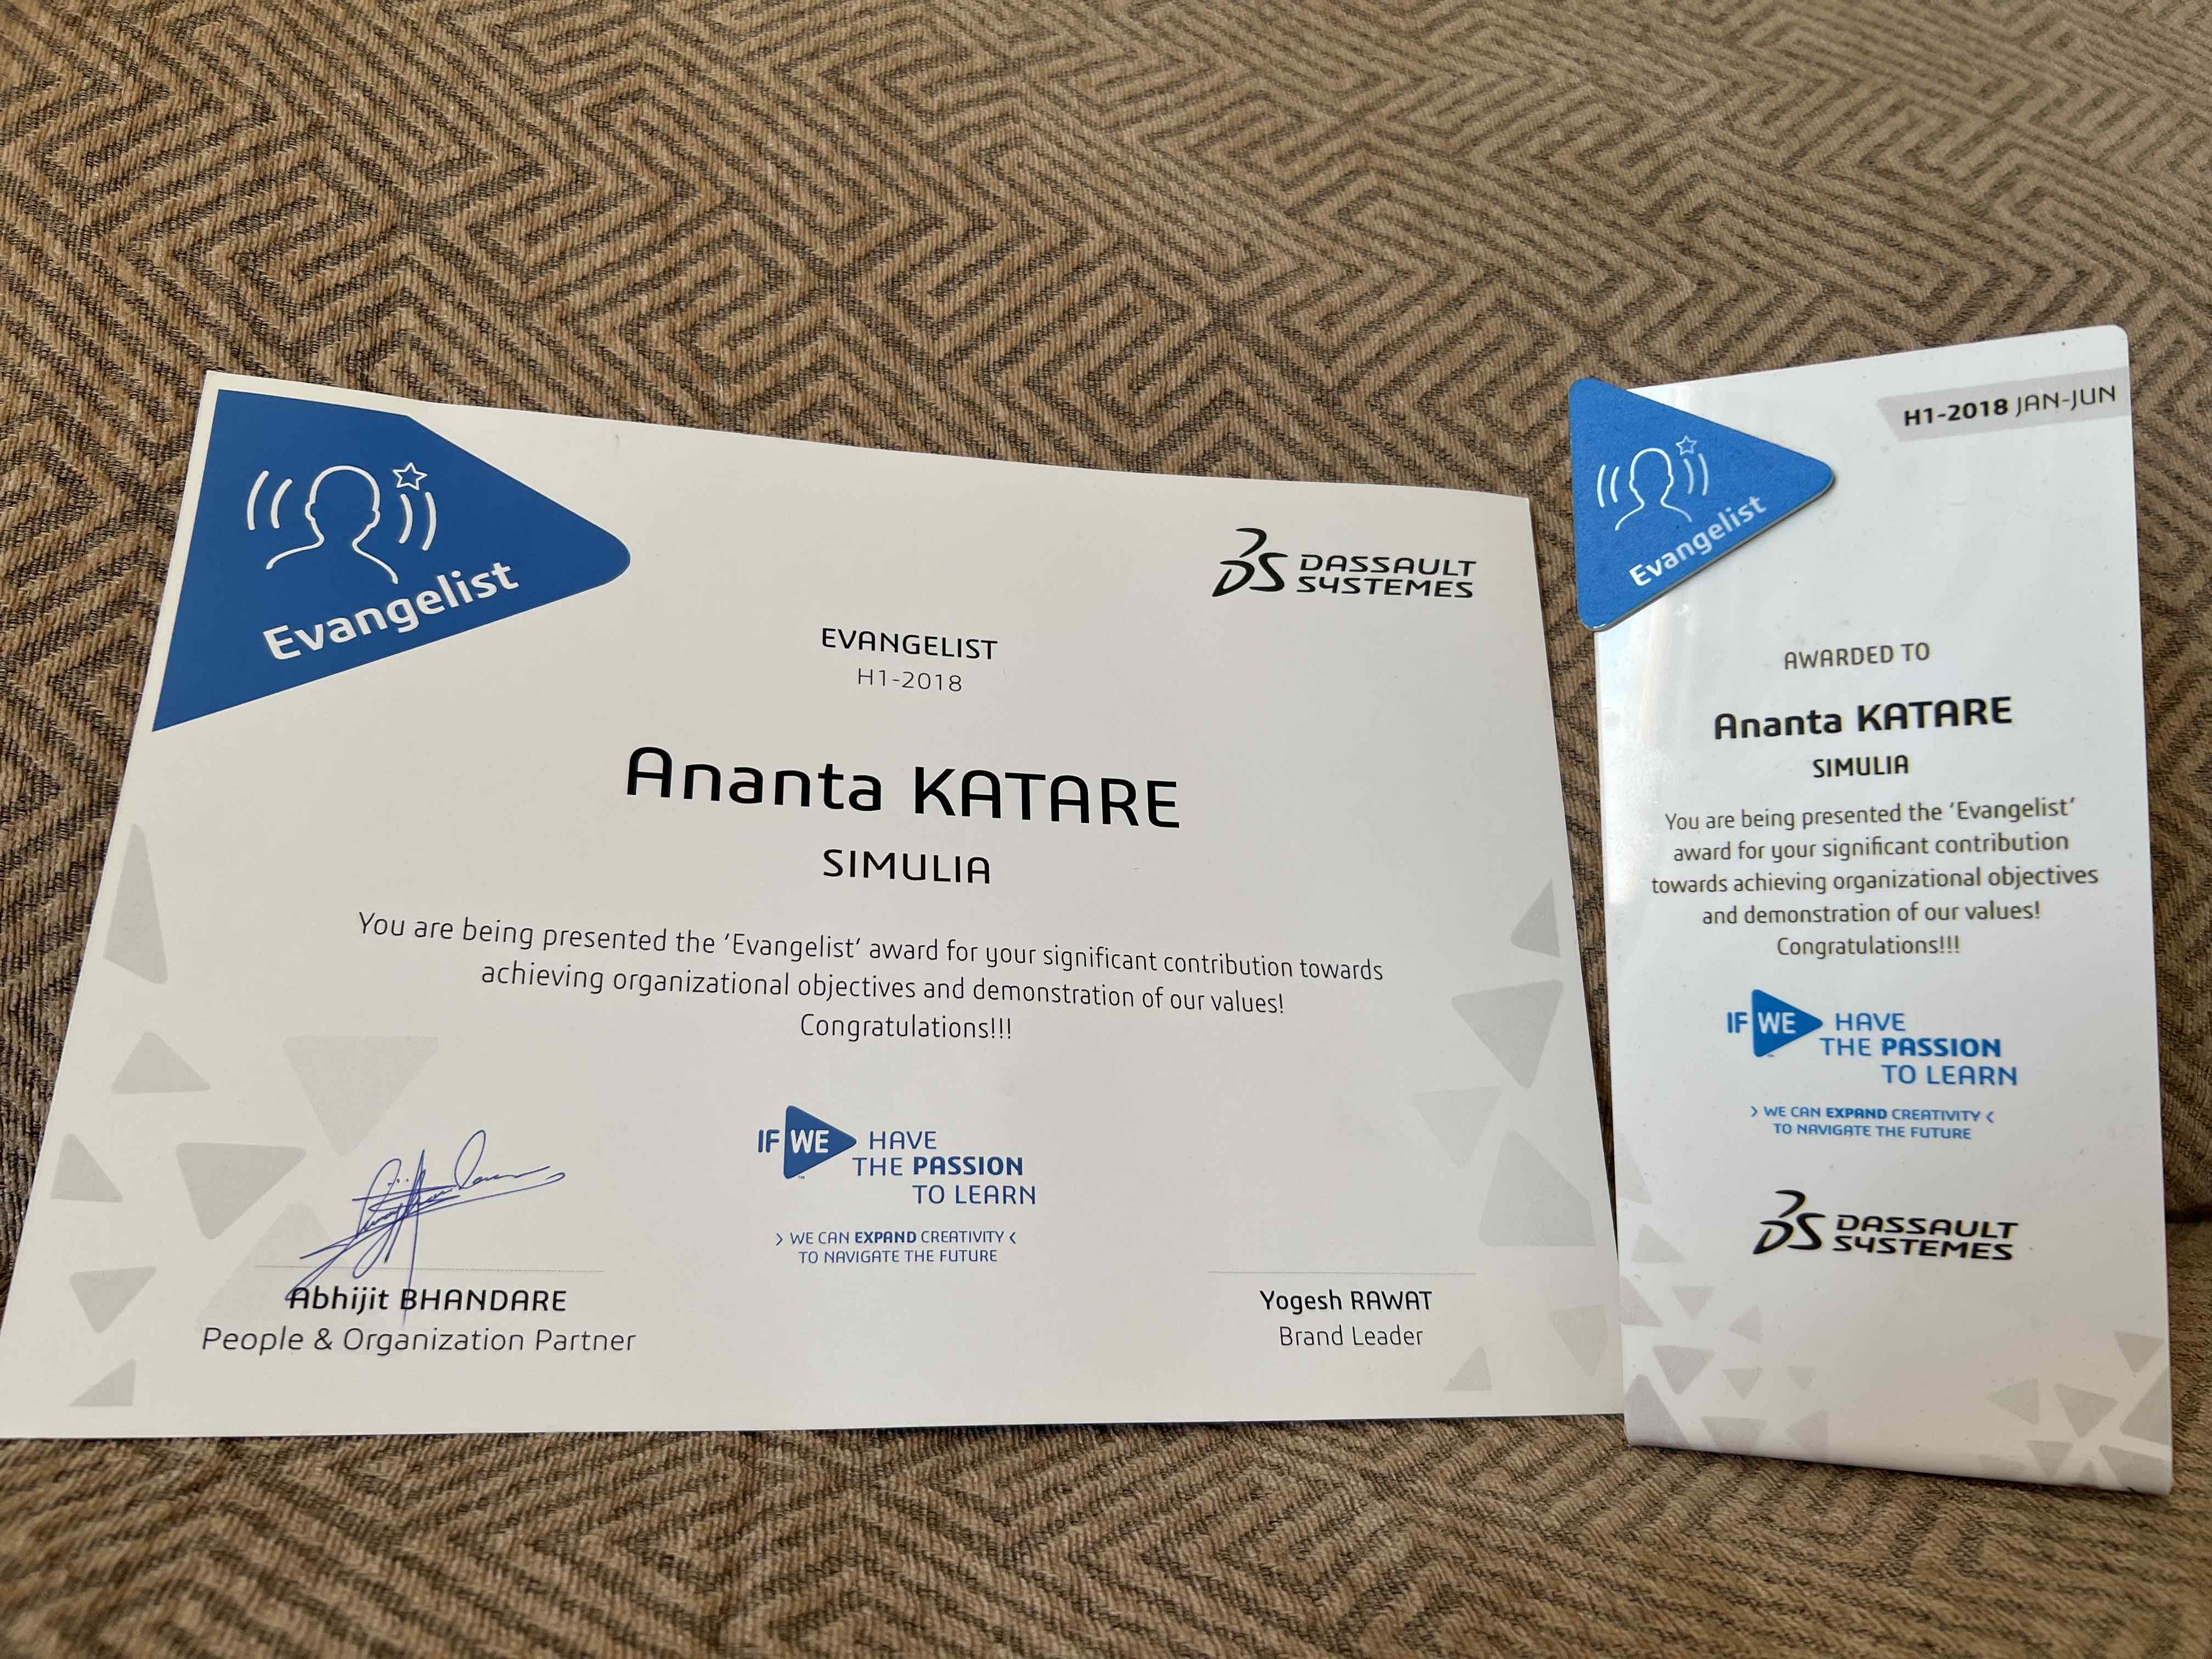 Evangelist
DASSAULT
SYSTEMES
EVANGELIST
H1-2018
Ananta KATARE
SIMULIA
You are being presented the ‘Evangelist’ award for your significant contribution towards
achieving organizational objectives and demonstration of our values!
Congratulations!!!
IF WE HAVE
THE PASSION
TO LEARN
WE CAN EXPAND CREATIVITY
TO NAVIGATE THE FUTURE
Abhijit BHANDARE
People & Organization Partner
Yogesh RAWAT
Brand Leader
H1-2018 JAN-JUN
Evangelist
AWARDED TO
Ananta KATARE
SIMULIA
You are being presented the ‘Evangelist’
award for your significant contribution
towards achieving organizational objectives
and demonstration of our values!
Congratulations!!!
IF WE HAVE
THE PASSION
TO LEARN
WE CAN EXPAND CREATIVITY
TO NAVIGATE THE FUTURE
DASSAULT
SYSTEMES